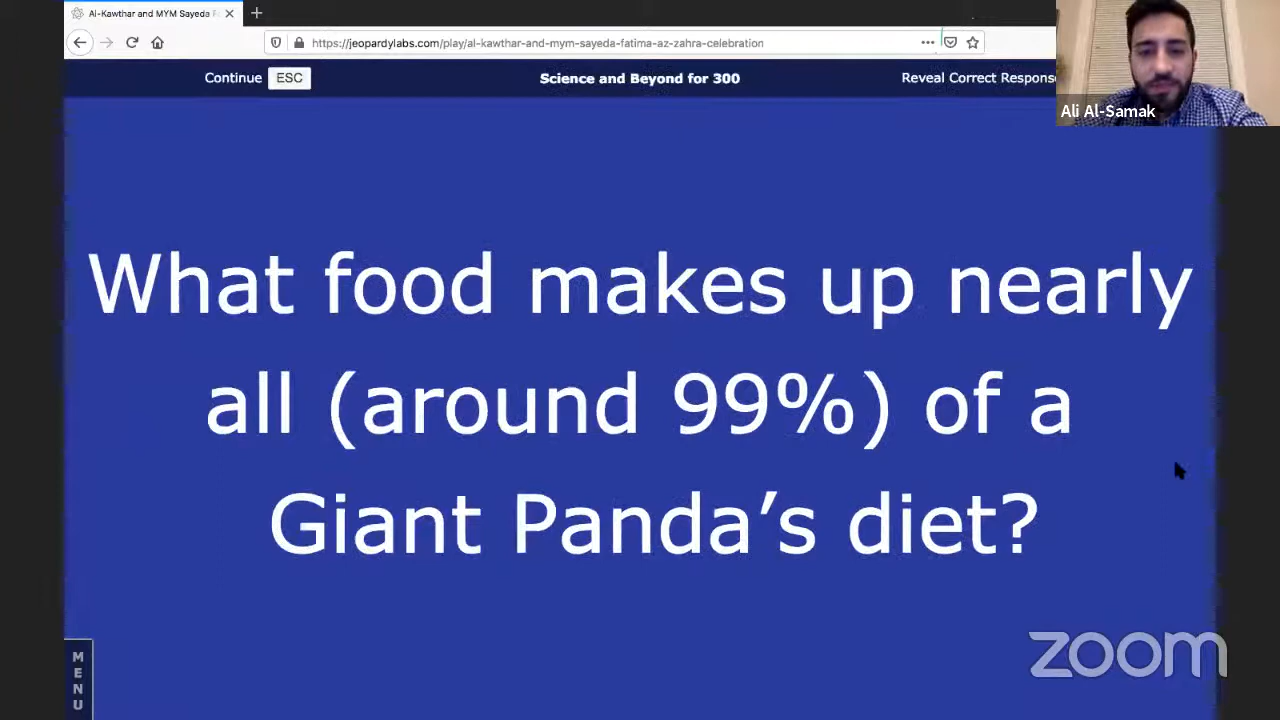 Al-Kawthar and MYM Sayeda
https://jeopardylabs.com/play/al-kawthar-and-mym-sayeda-fatima-az-zahra-celebration
Continue ESC
Science and Beyond for 300
Reveal Correct Response
Ali Al-Samak
What food makes up nearly
all (around 99%) of a
Giant Panda’s diet?
MENU
zoom